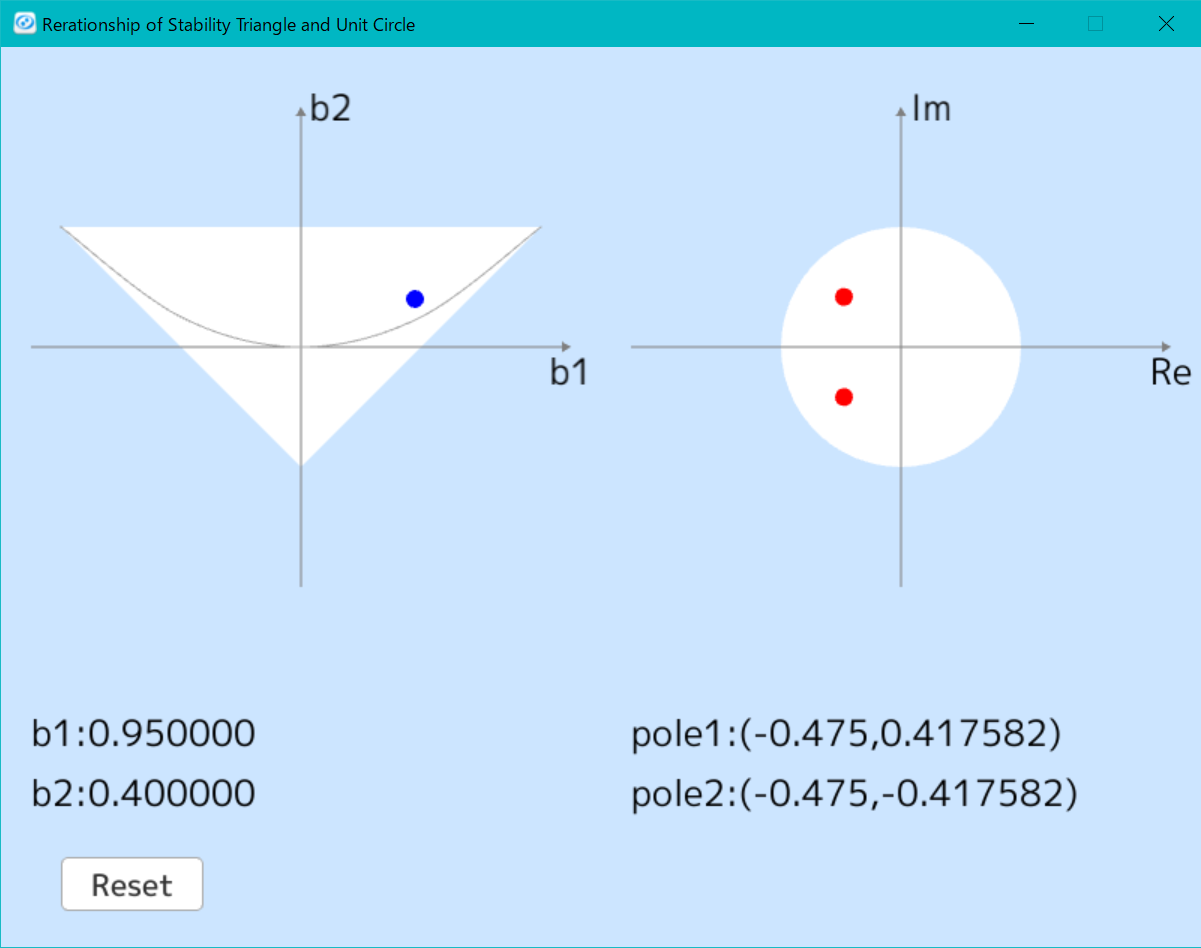 Rerationship of Stability Triangle and Unit Circle
b2
Im
b1
Re
b1:0.950000
pole1:(-0.475,0.417582)
b2:0.400000
pole2:(-0.475,-0.417582)
Reset